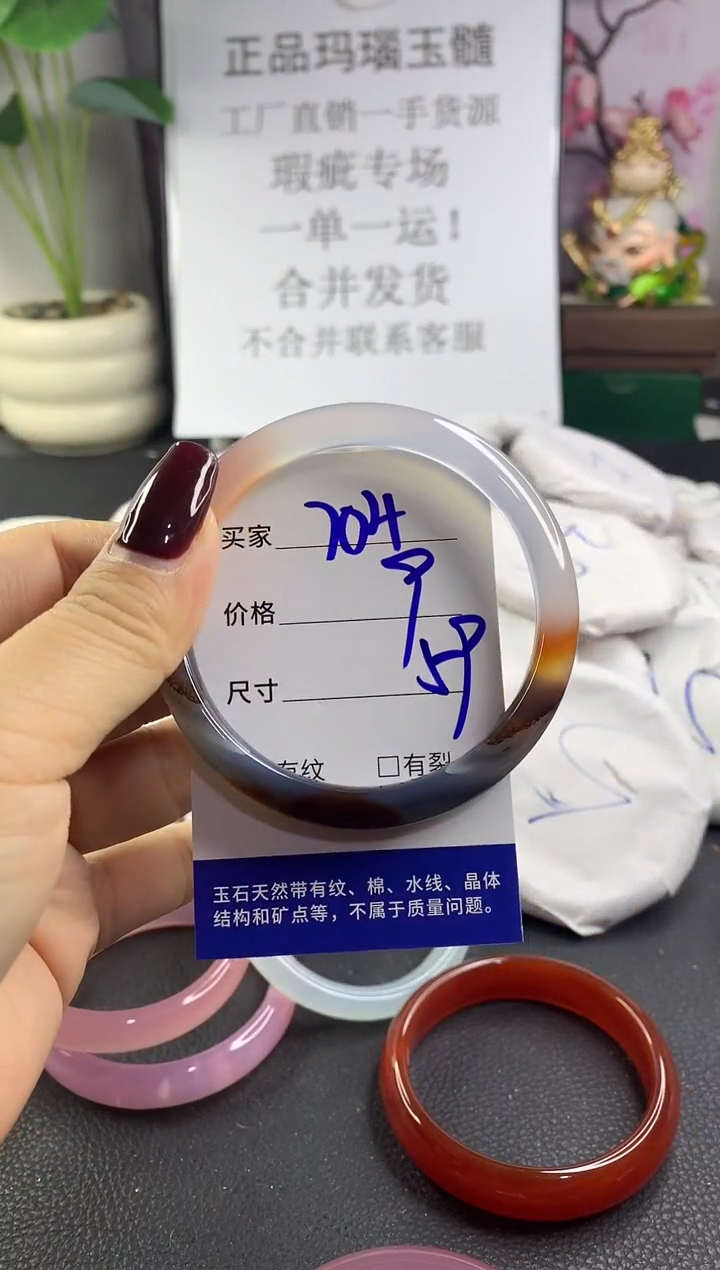 正品玛瑙玉髓
工厂直销一手货源
瑕疵专场
一单一运！
合并发货
不合并联系客服
买家 704
价格 9
尺寸 59
有纹 □有裂
玉石天然带有纹、棉、水线、晶体
结构和矿点等，不属于质量问题。